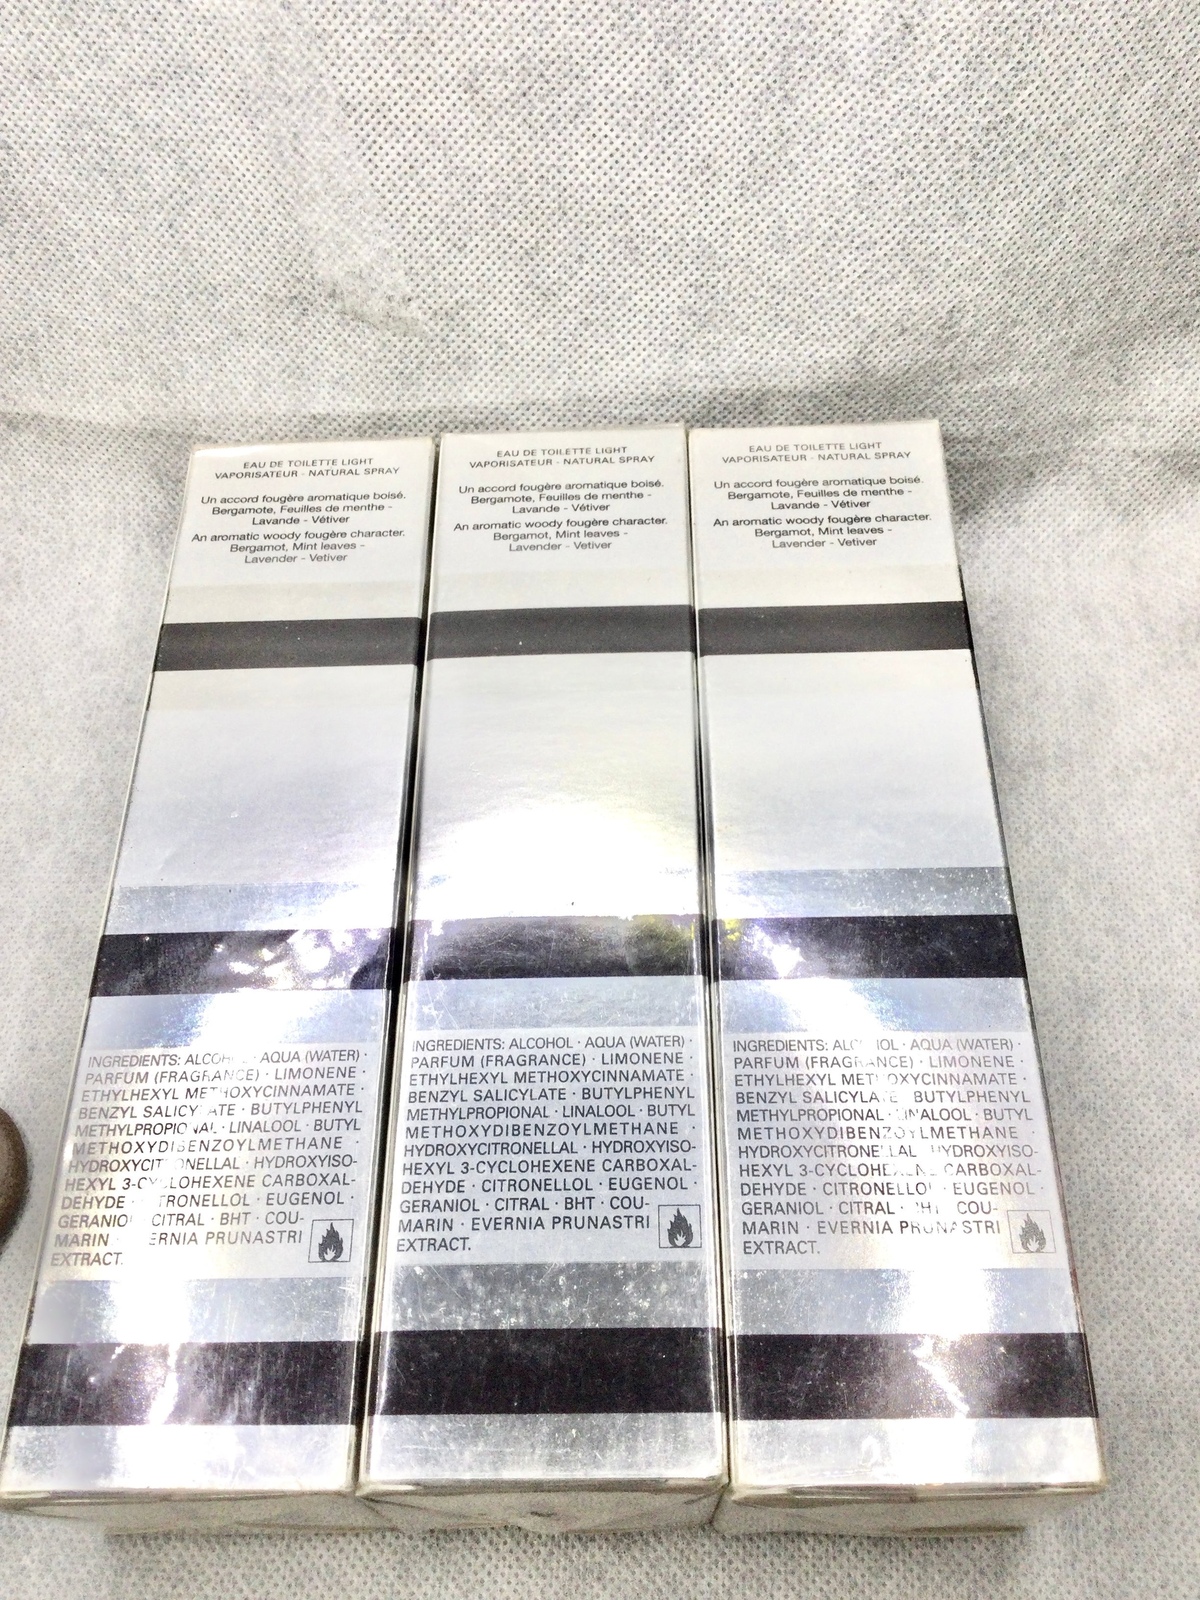 EAU DE TOILETTE LIGHT
VAPORISATEUR - NATURAL SPRAY
Un accord fougère aromatique boisé.
Bergamote, Feuilles de menthe -
Lavande - Vétiver
An aromatic woody fougère character.
Bergamot, Mint leaves -
Lavender - Vetiver
INGREDIENTS: · AQUA (WATER) ·
PARFUM (FRAGRANCE) · LIMONENE ·
ETHYLHEXYL METHOXYCINNAMATE ·
BENZYL SALICYLATE · BUTYLPHENYL
METHYLPROPIONAL · LINALOOL · BUTYL
METHOXYDIBENZOYLMETHANE ·
HYDROXYCITRONELLAL · HYDROXYISO-
HEXYL 3-CYCLOHEXENE CARBOXAL-
DEHYDE · · EUGENOL ·
CITRAL · BHT · COU-
MARIN · PRUNASTRI
EXTRACT.
EAU DE TOILETTE LIGHT
VAPORISATEUR - NATURAL SPRAY
Un accord fougère aromatique boisé.
Bergamote, Feuilles de menthe -
Lavande - Vétiver
An aromatic woody fougère character.
Bergamot, Mint leaves -
Lavender - Vetiver
INGREDIENTS: ALCOHOL · AQUA (WATER) ·
PARFUM (FRAGRANCE) · LIMONENE ·
ETHYLHEXYL METHOXYCINNAMATE ·
BENZYL SALICYLATE · BUTYLPHENYL
METHYLPROPIONAL · LINALOOL · BUTYL
METHOXYDIBENZOYLMETHANE ·
HYDROXYCITRONELLAL · HYDROXYISO-
HEXYL 3-CYCLOHEXENE CARBOXAL-
DEHYDE · CITRONELLOL · EUGENOL ·
GERANIOL · CITRAL · BHT · COU-
MARIN · EVERNIA PRUNASTRI
EXTRACT.
EAU DE TOILETTE LIGHT
VAPORISATEUR - NATURAL SPRAY
Un accord fougère aromatique boisé.
Bergamote, Feuilles de menthe -
Lavande - Vétiver
An aromatic woody fougère character.
Bergamot, Mint leaves -
Lavender - Vetiver
INGREDIENTS: · AQUA (WATER) ·
PARFUM (FRAGRANCE) · LIMONENE ·
ETHYLHEXYL METHOXYCINNAMATE ·
BENZYL SALICYLATE · BUTYLPHENYL
METHYLPROPIONAL · LINALOOL · BUTYL
METHOXYDIBENZOYLMETHANE ·
HYDROXYCITRONELLAL · HYDROXYISO-
HEXYL 3-CYCLOHEXENE CARBOXAL-
DEHYDE · CITRONELLOL · EUGENOL ·
GERANIOL · CITRAL · · COU-
MARIN · EVERNIA PRUNASTRI
EXTRACT.